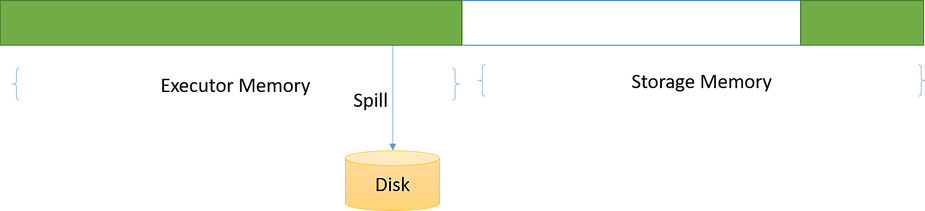 Executor Memory
Storage Memory
Spill
Disk